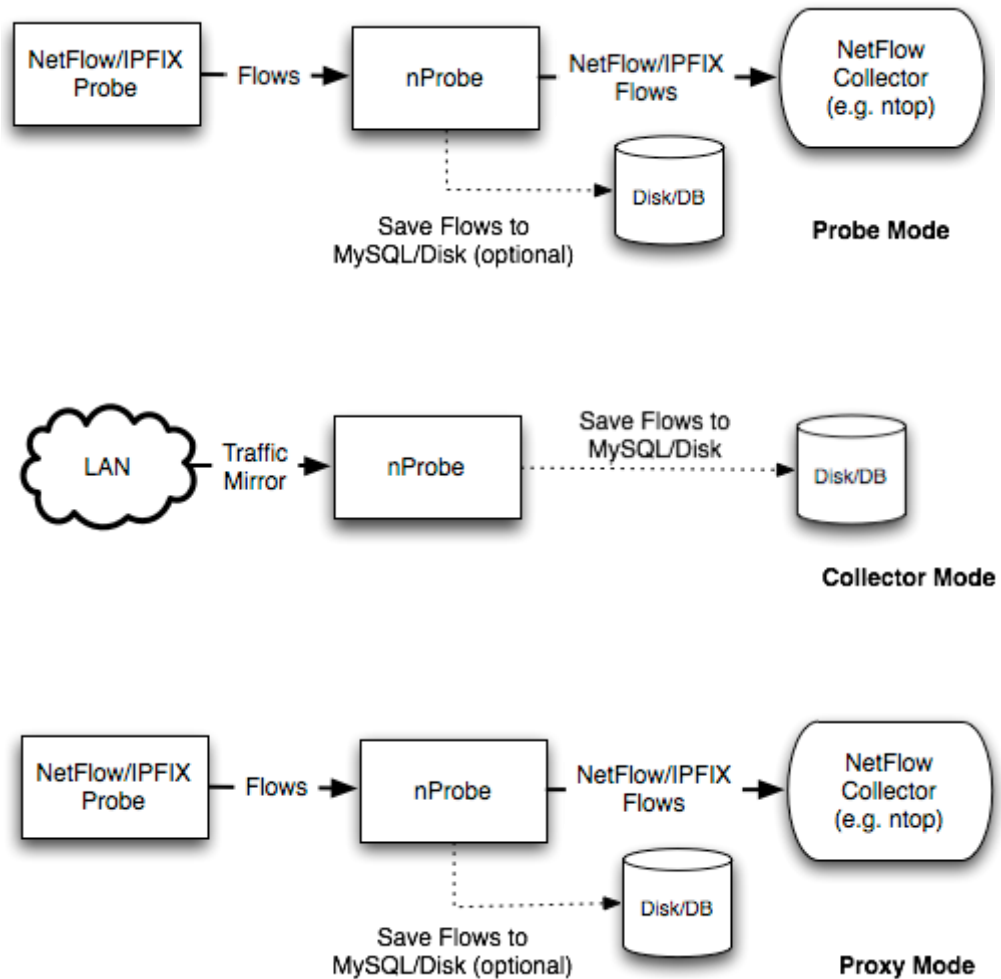 NetFlow/IPFIX
Probe
Flows
nProbe
NetFlow/IPFIX
Flows
NetFlow
Collector
(e.g. ntop)
Save Flows to
MySQL/Disk (optional)
Disk/DB
Probe Mode
LAN
Traffic
Mirror
nProbe
Save Flows to
MySQL/Disk
Disk/DB
Collector Mode
NetFlow/IPFIX
Probe
Flows
nProbe
NetFlow/IPFIX
Flows
NetFlow
Collector
(e.g. ntop)
Save Flows to
MySQL/Disk (optional)
Disk/DB
Proxy Mode